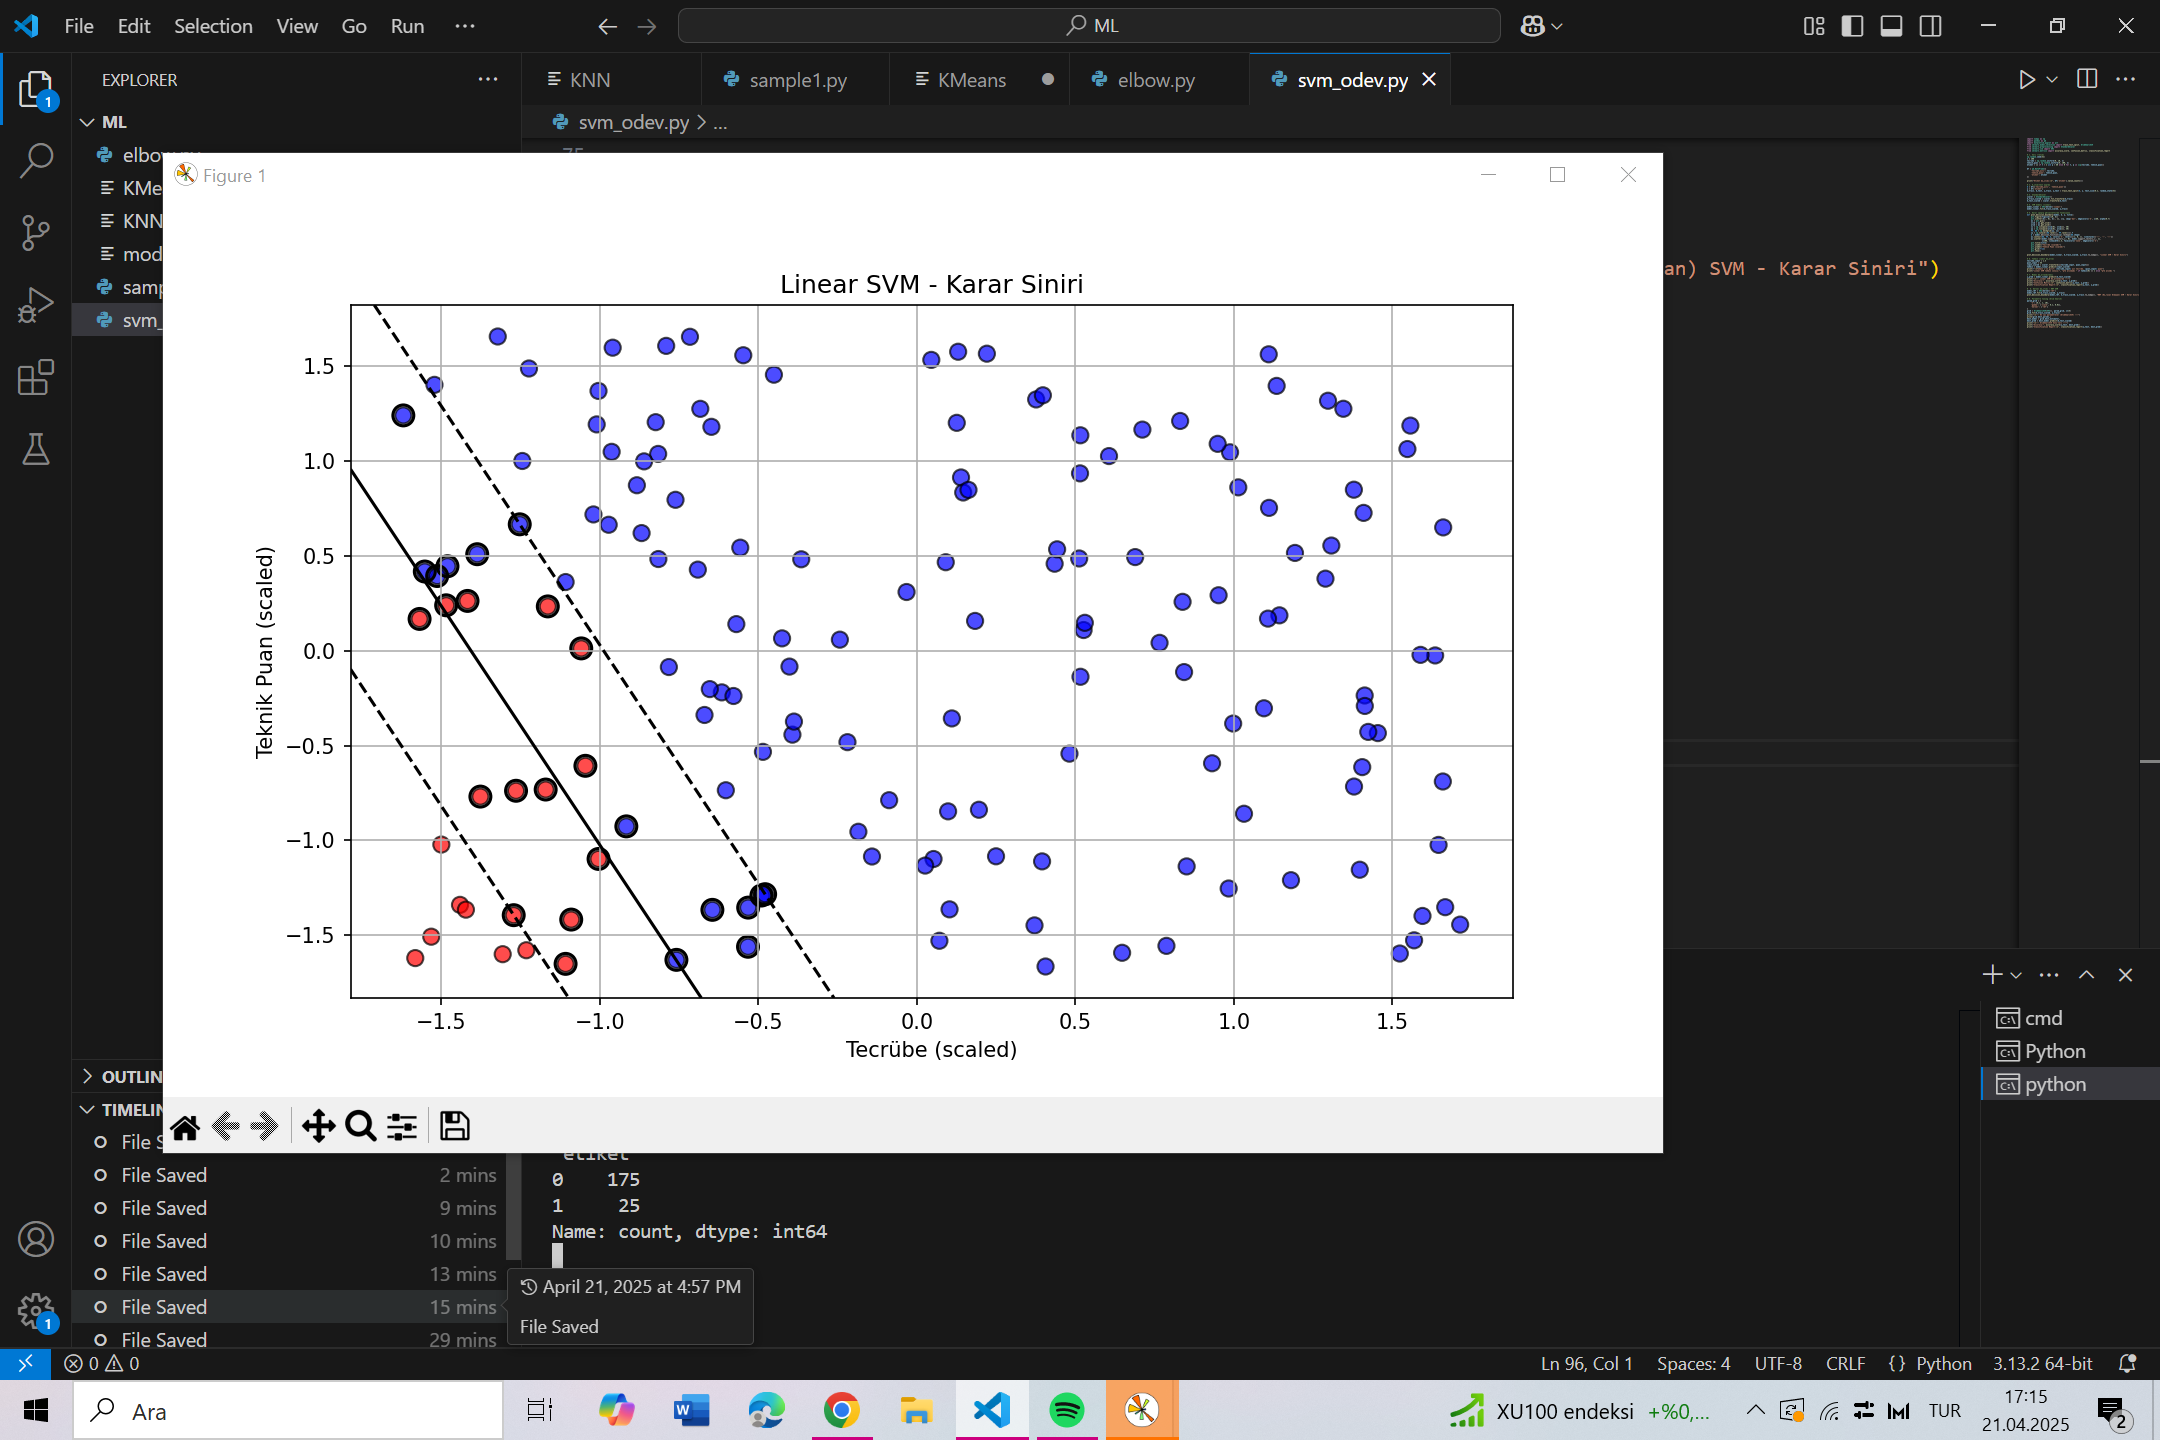 File Edit Selection View Go Run ...
ML
EXPLORER
KNN
sample1.py
KMeans
elbow.py
svm_odev.py
1
ML
svm_odev.py > ...
75
elbow.py
KMe
KNN
mod
samp
svm_
Figure 1
an) SVM - Karar Siniri")
Linear SVM - Karar Siniri
1.5
1.0
0.5
0.0
−0.5
−1.0
−1.5
Teknik Puan (scaled)
−1.5 −1.0 −0.5 0.0 0.5 1.0 1.5
Tecrübe (scaled)
cmd
Python
python
OUTLIN
TIMELIN
File S
File Saved 2 mins
File Saved 9 mins
File Saved 10 mins
File Saved 13 mins
File Saved 15 mins
File Saved 29 mins
etiket
0 175
1 25
Name: count, dtype: int64
April 21, 2025 at 4:57 PM
File Saved
1
0 0
Ln 96, Col 1 Spaces: 4 UTF-8 CRLF {} Python 3.13.2 64-bit
Ara
XU100 endeksi +%0,...
TUR
17:15
21.04.2025
2